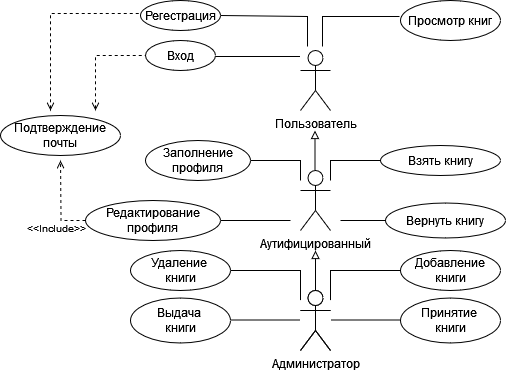 Регестрация
Просмотр книг
Вход
Пользователь
Подтверждение
почты
Заполнение
профиля
Взять книгу
Редактирование
профиля
Вернуть книгу
<<Include>>
Аутифицированный
Удаление
книги
Добавление
книги
Выдача
книги
Принятие
книги
Администратор